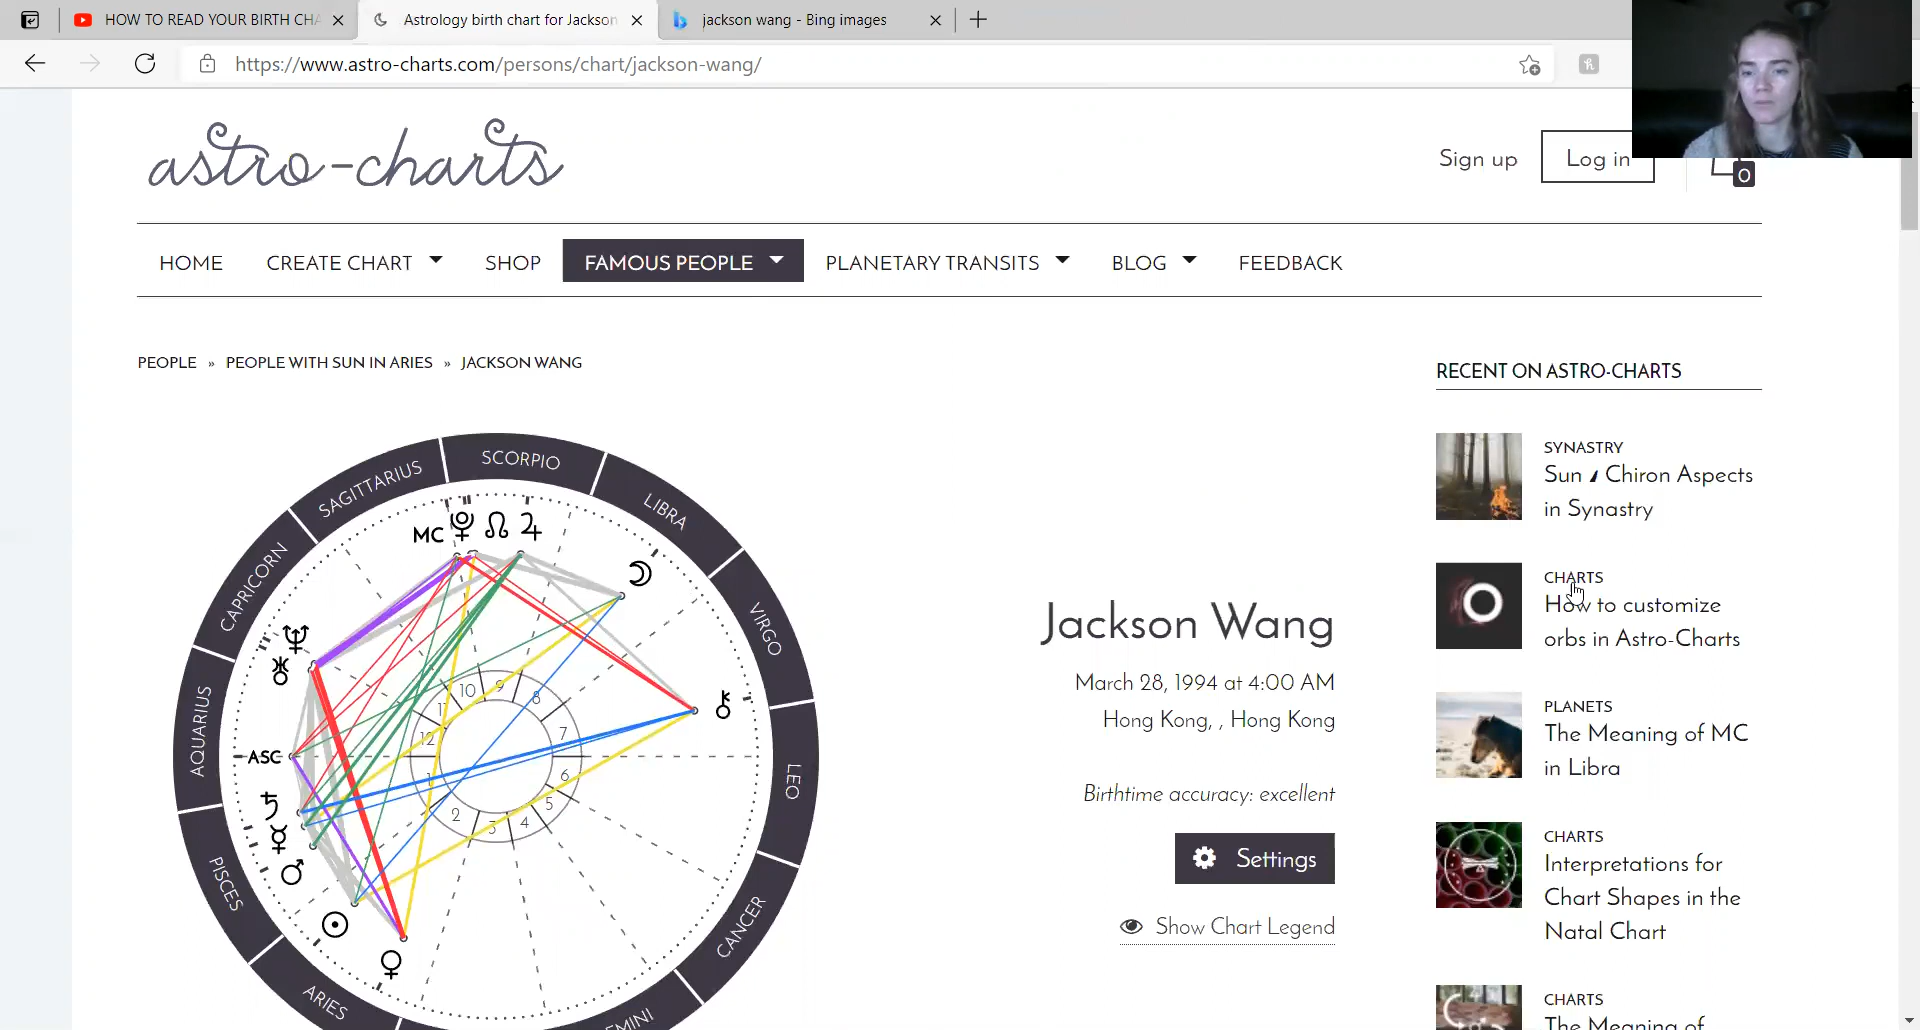 HOW TO READ YOUR BIRTH CHA
Astrology birth chart for Jackson
jackson wang - Bing images
https://www.astro-charts.com/persons/chart/jackson-wang/
astro-charts
Sign up
Log in
0
HOME
CREATE CHART
SHOP
FAMOUS PEOPLE
PLANETARY TRANSITS
BLOG
FEEDBACK
PEOPLE » PEOPLE WITH SUN IN ARIES » JACKSON WANG
SCORPIO
SAGITTARIUS
LIBRA
CAPRICORN
VIRGO
AQUARIUS
LEO
PISCES
CANCER
ARIES
MC
ASC
10
9
8
11
7
12
6
1
5
2
3
4
Jackson Wang
March 28, 1994 at 4:00 AM
Hong Kong, , Hong Kong
Birthtime accuracy: excellent
Settings
Show Chart Legend
RECENT ON ASTRO-CHARTS
SYNASTRY
Sun / Chiron Aspects
in Synastry
CHARTS
How to customize
orbs in Astro-Charts
PLANETS
The Meaning of MC
in Libra
CHARTS
Interpretations for
Chart Shapes in the
Natal Chart
CHARTS
The Meaning of